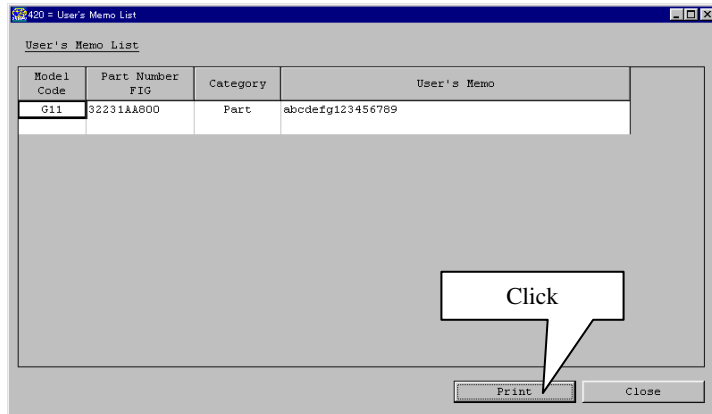 420 = User's Memo List
User's Memo List
Model Code
Part Number FIG
Category
User's Memo
G11 32231AA800 Part abcdefg123456789
Click
Print Close